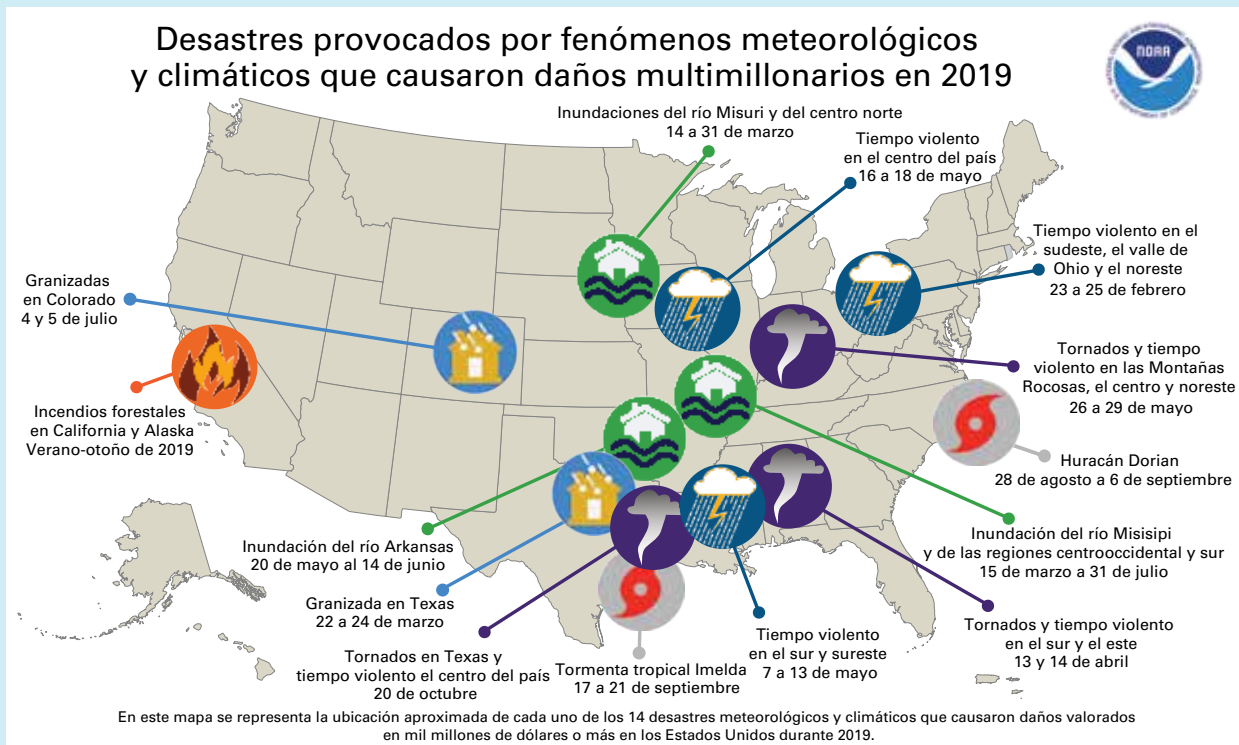 Desastres provocados por fenómenos meteorológicos
y climáticos que causaron daños multimillonarios en 2019
NOAA
Inundaciones del río Misuri y del centro norte
14 a 31 de marzo
Tiempo violento
en el centro del país
16 a 18 de mayo
Tiempo violento en el
sudeste, el valle de
Ohio y el noreste
23 a 25 de febrero
Granizadas
en Colorado
4 y 5 de julio
Tornados y tiempo
violento en las Montañas
Rocosas, el centro y noreste
26 a 29 de mayo
Incendios forestales
en California y Alaska
Verano-otoño de 2019
Huracán Dorian
28 de agosto a 6 de septiembre
Inundación del río Arkansas
20 de mayo al 14 de junio
Inundación del río Misisipi
y de las regiones centrooccidental y sur
15 de marzo a 31 de julio
Granizada en Texas
22 a 24 de marzo
Tornados en Texas y
tiempo violento el centro del país
20 de octubre
Tormenta tropical Imelda
17 a 21 de septiembre
Tiempo violento
en el sur y sureste
7 a 13 de mayo
Tornados y tiempo violento
en el sur y el este
13 y 14 de abril
En este mapa se representa la ubicación aproximada de cada uno de los 14 desastres meteorológicos y climáticos que causaron daños valorados
en mil millones de dólares o más en los Estados Unidos durante 2019.